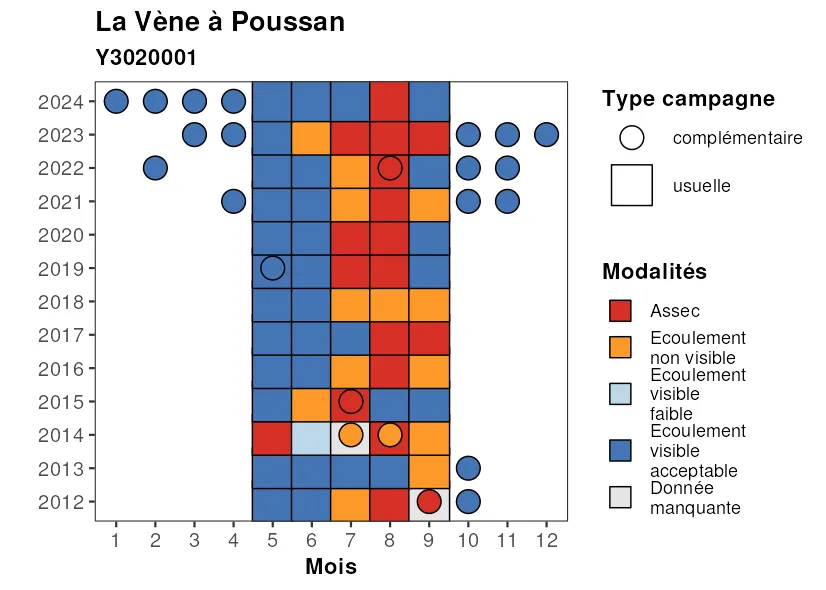 La Vène à Poussan
Y3020001
2024
2023
2022
2021
2020
2019
2018
2017
2016
2015
2014
2013
2012
1 2 3 4 5 6 7 8 9 10 11 12
Mois
Type campagne
complémentaire
usuelle
Modalités
Assec
Ecoulement
non visible
Ecoulement
visible
faible
Ecoulement
visible
acceptable
Donnée
manquante